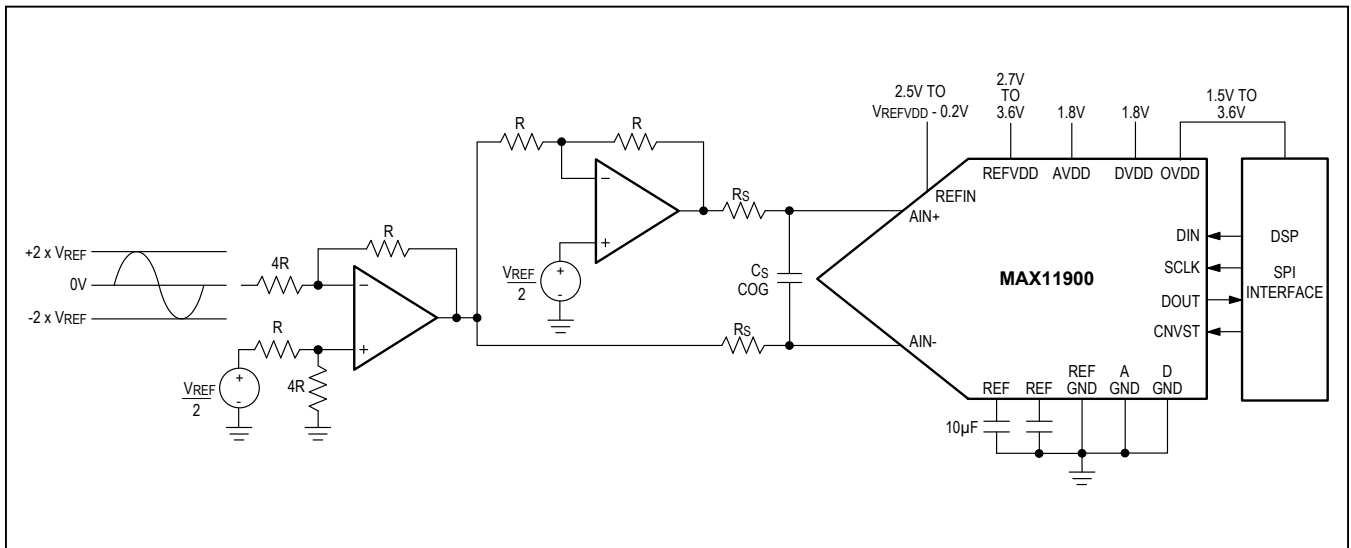 +2 x VREF
0V
-2 x VREF
4R
R
R
VREF
2
4R
R
R
VREF
2
RS
RS
CS
COG
2.5V TO
VREFVDD - 0.2V
2.7V
TO
3.6V
1.8V
1.8V
1.5V TO
3.6V
REFVDD
AVDD
DVDD
OVDD
REFIN
AIN+
AIN-
MAX11900
DIN
SCLK
DOUT
CNVST
DSP
SPI
INTERFACE
REF
REF
REF
GND
A
GND
D
GND
10µF
-
+
+
-
-
+
+
-